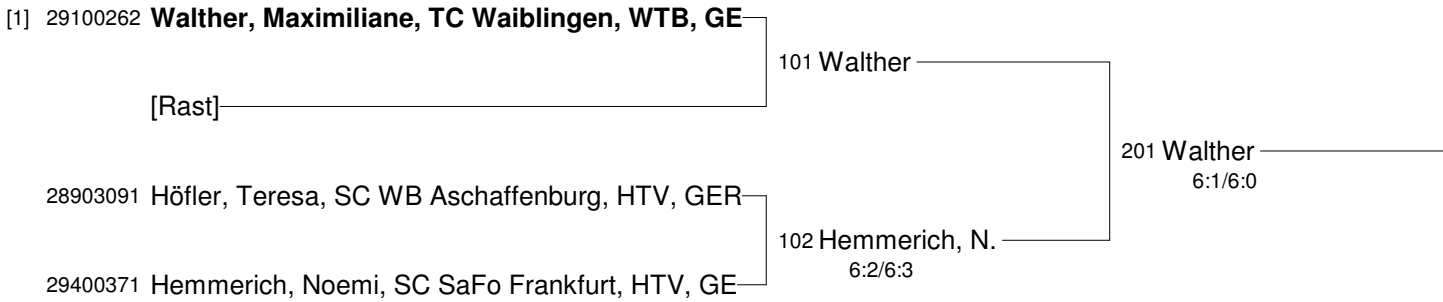 [1] 29100262 Walther, Maximiliane, TC Waiblingen, WTB, GE
101 Walther
[Rast]
201 Walther
6:1/6:0
28903091 Höfler, Teresa, SC WB Aschaffenburg, HTV, GER
102 Hemmerich, N.
6:2/6:3
29400371 Hemmerich, Noemi, SC SaFo Frankfurt, HTV, GE